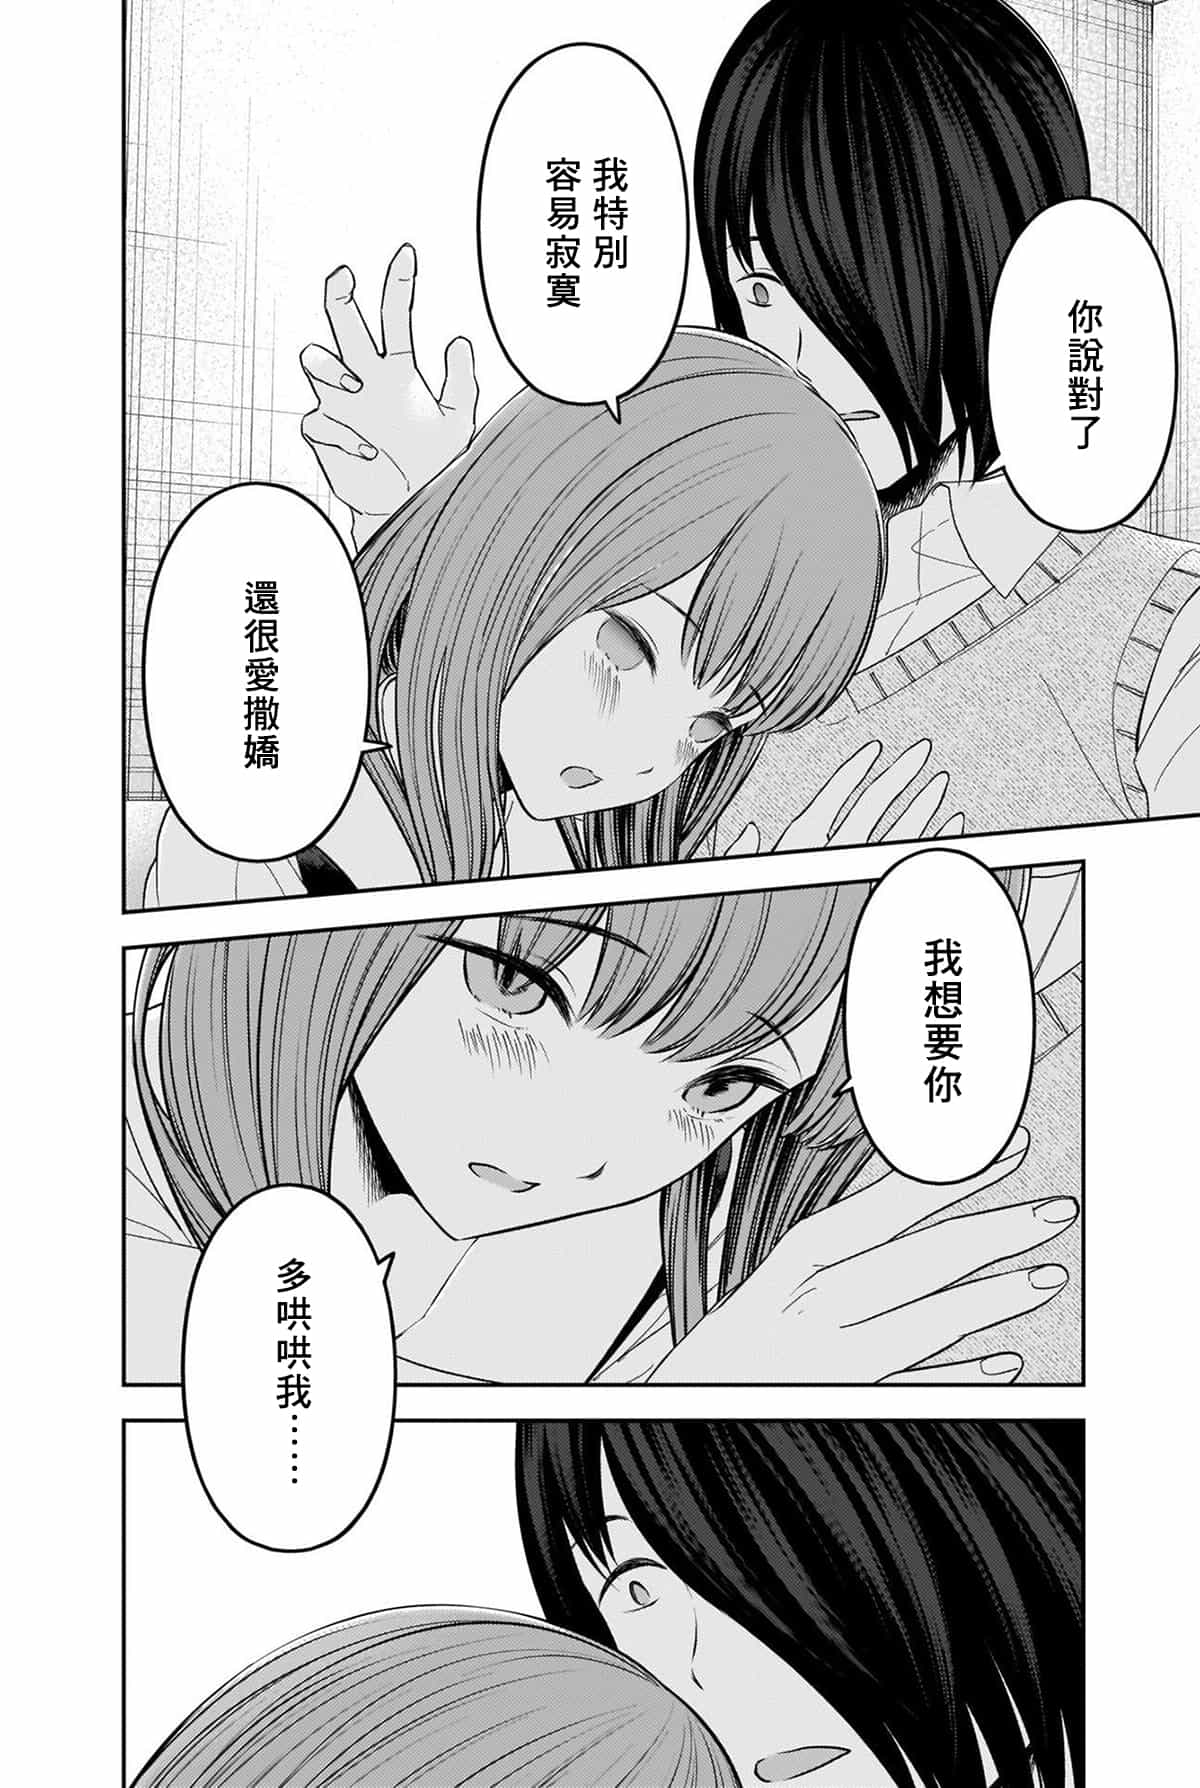 你說對了
我特別
容易寂寞
還很愛撒嬌
我想要你
多哄哄我……